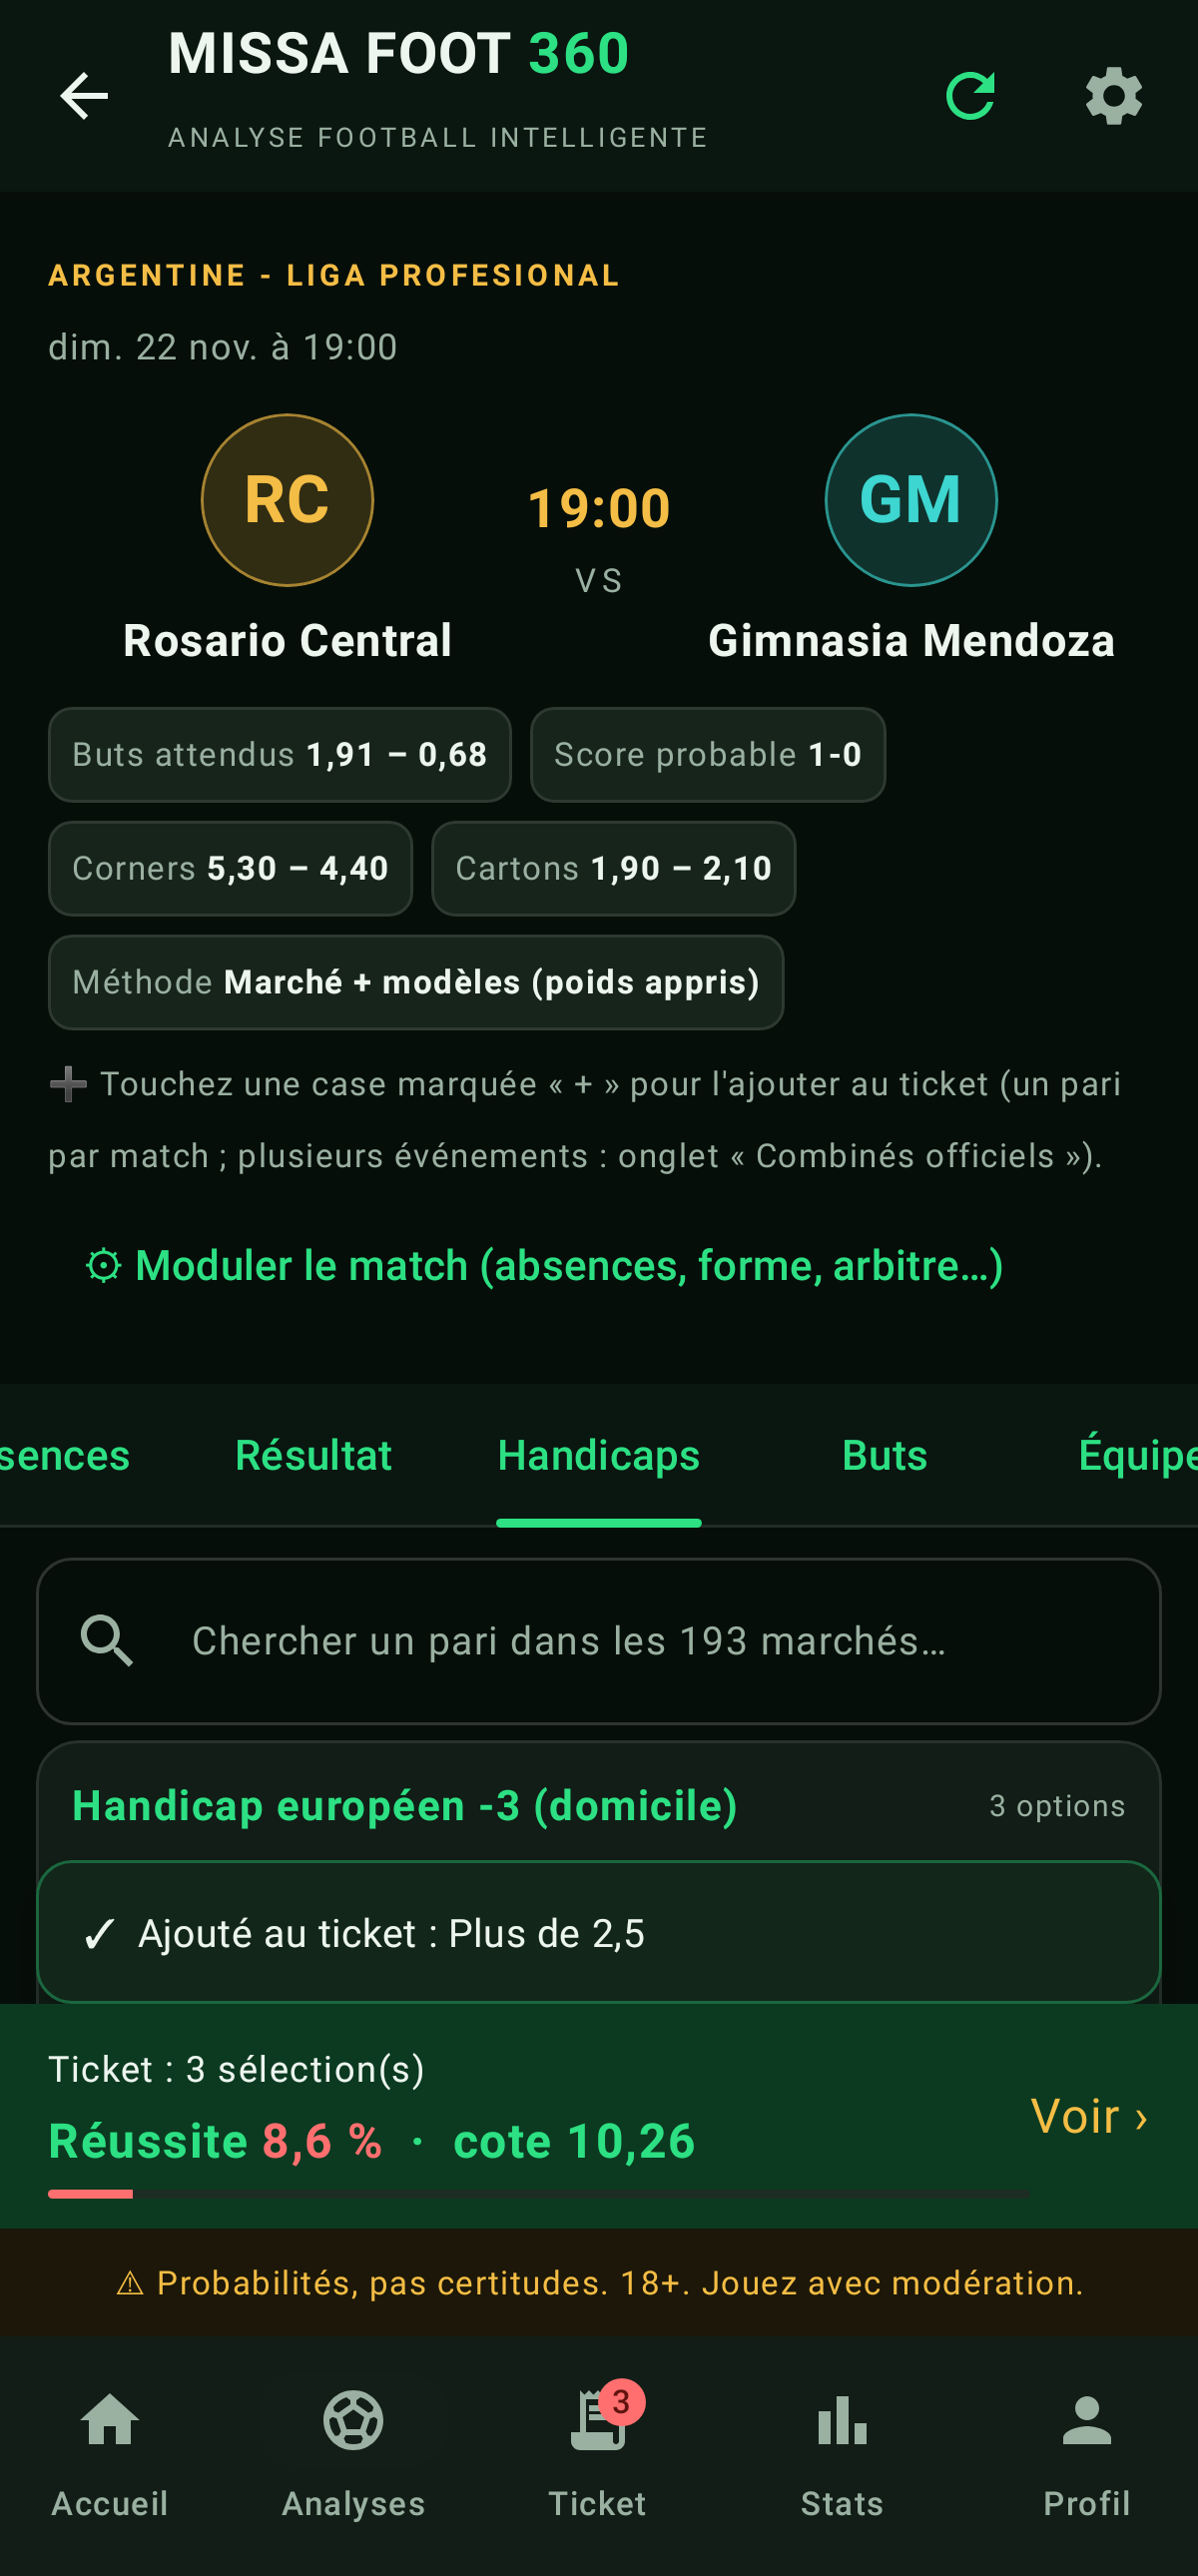 MISSA FOOT 360
ANALYSE FOOTBALL INTELLIGENTE
ARGENTINE - LIGA PROFESIONAL
dim. 22 nov. à 19:00
RC
19:00
GM
VS
Rosario Central
Gimnasia Mendoza
Buts attendus 1,91 – 0,68
Score probable 1-0
Corners 5,30 – 4,40
Cartons 1,90 – 2,10
Méthode Marché + modèles (poids appris)
➕ Touchez une case marquée « + » pour l'ajouter au ticket (un pari
par match ; plusieurs événements : onglet « Combinés officiels »).
Moduler le match (absences, forme, arbitre…)
sences
Résultat
Handicaps
Buts
Équipe
Chercher un pari dans les 193 marchés…
Handicap européen -3 (domicile)
3 options
✓ Ajouté au ticket : Plus de 2,5
Ticket : 3 sélection(s)
Réussite 8,6 % · cote 10,26
Voir ›
⚠ Probabilités, pas certitudes. 18+. Jouez avec modération.
3
Accueil
Analyses
Ticket
Stats
Profil